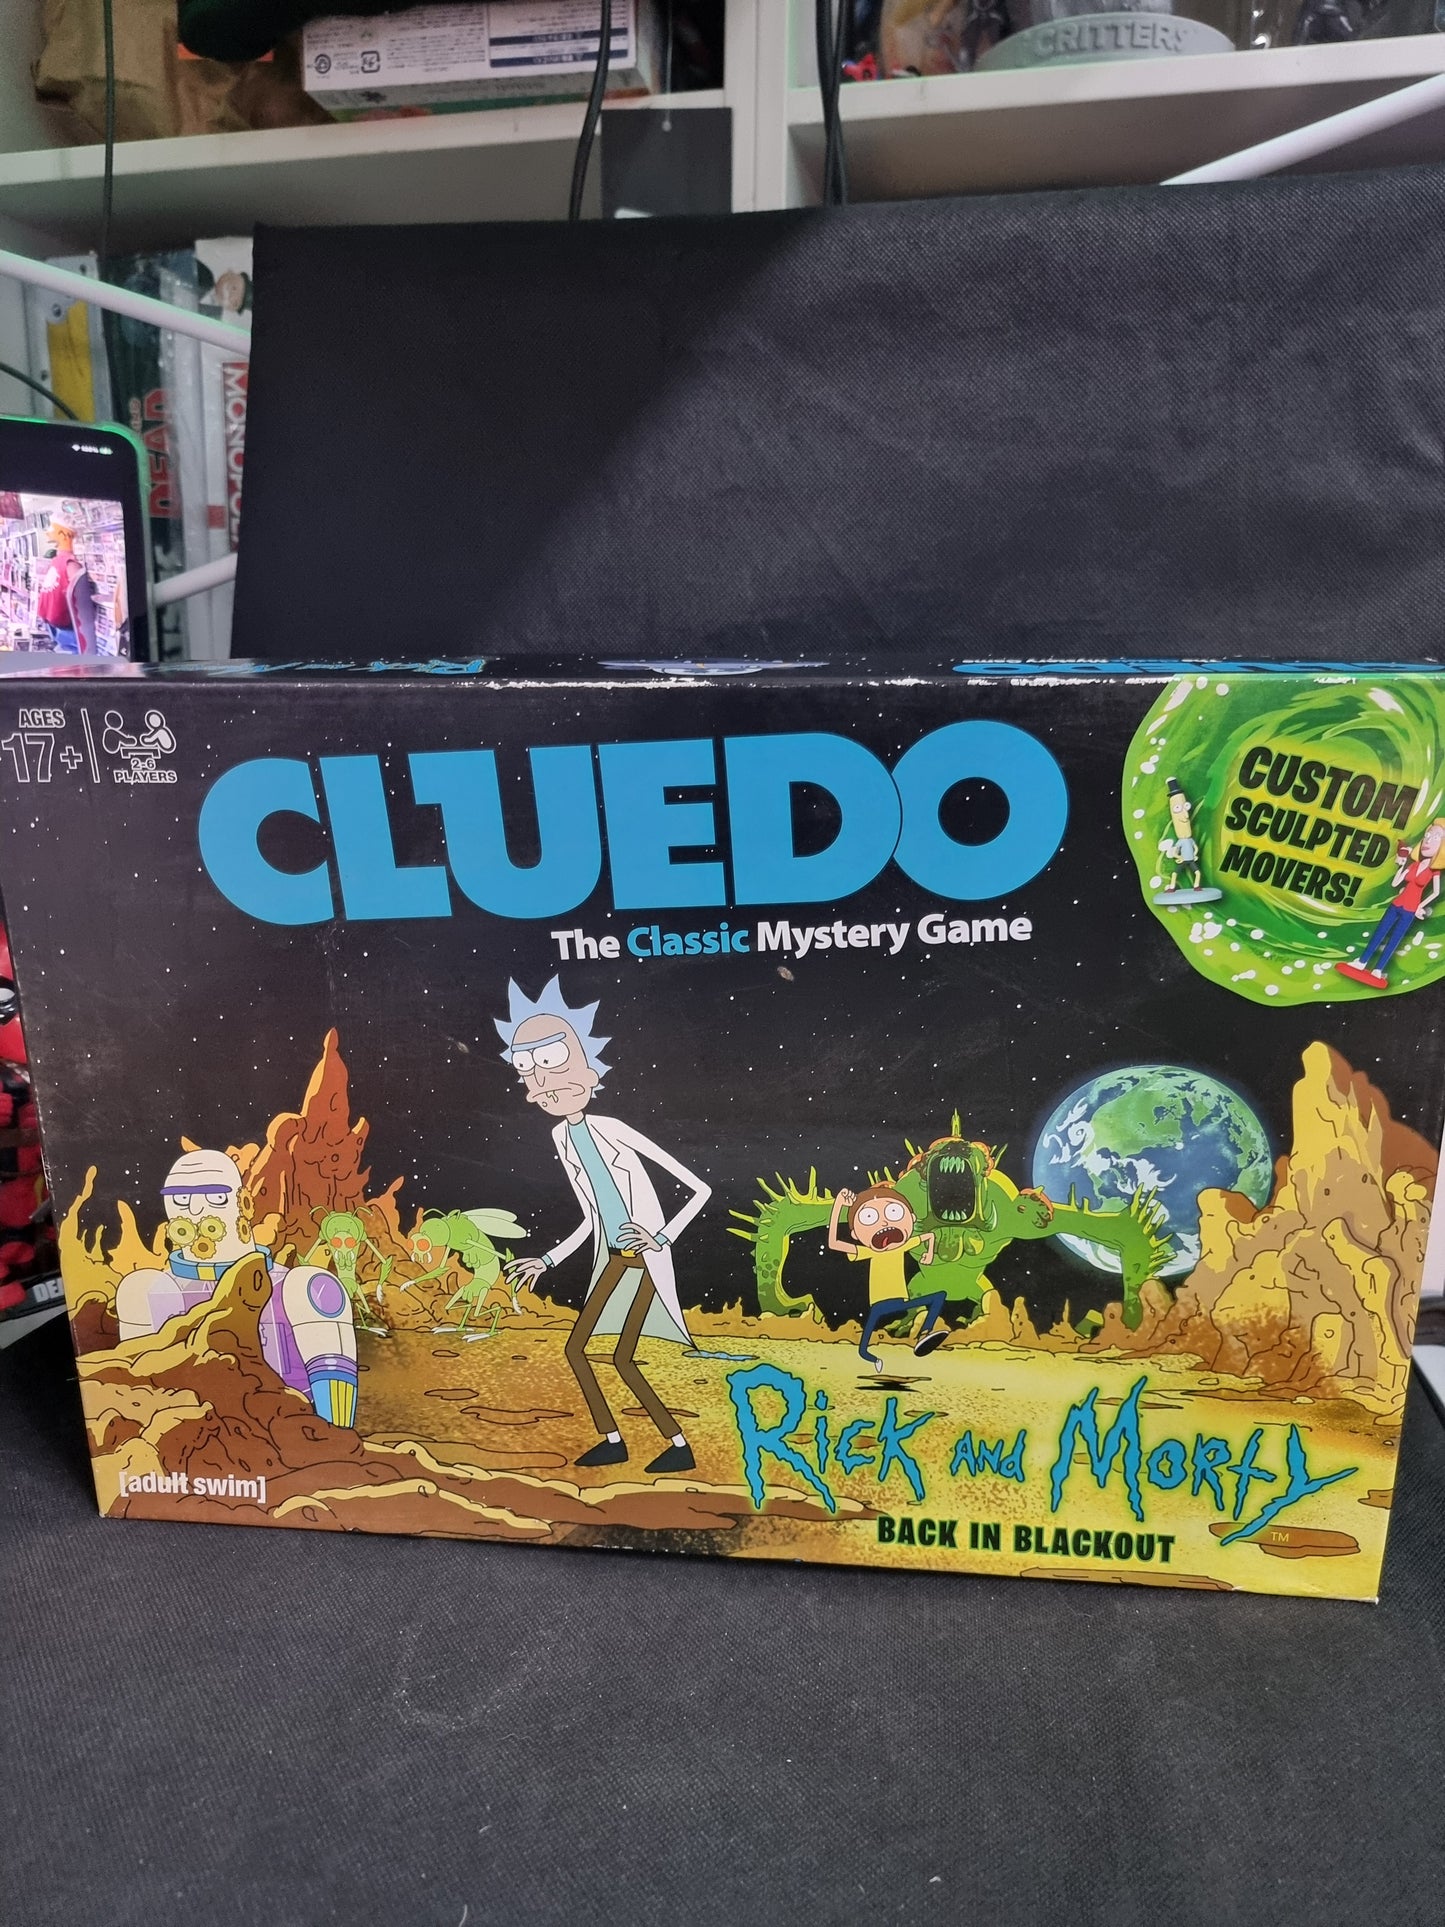 CRITTERS
MONOPOLY
DEAD
AGES
17+
2-6
PLAYERS
CLUEDO
The Classic Mystery Game
CUSTOM
SCULPTED
MOVERS!
[adult swim]
Rick and Morty
TM
BACK IN BLACKOUT